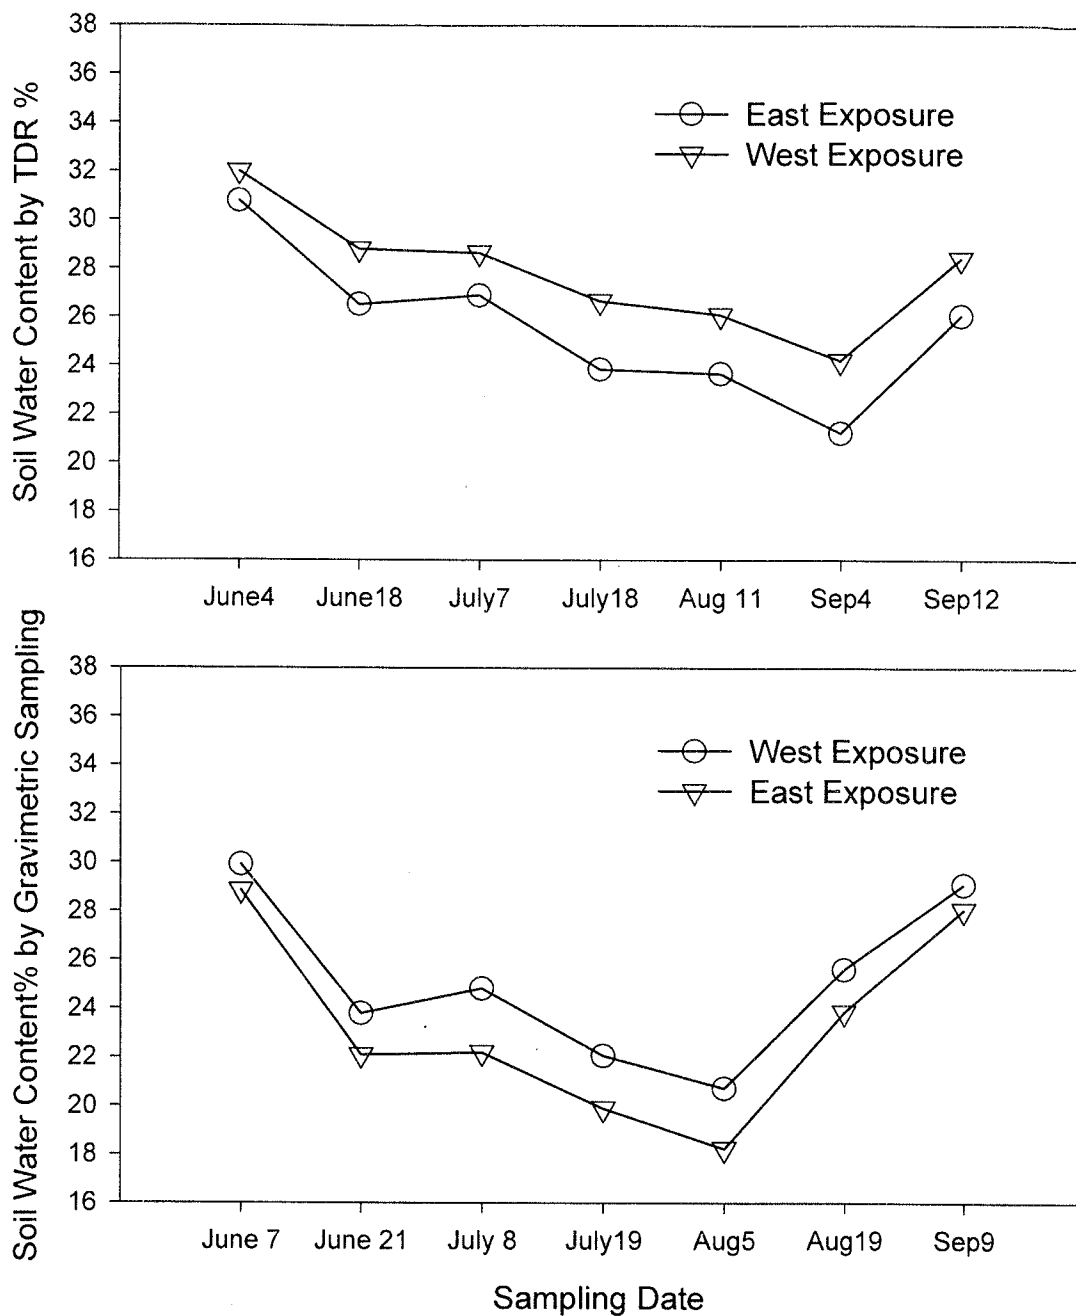 Soil Water Content by TDR %
38
36
34
32
30
28
26
24
22
20
18
16
East Exposure
West Exposure
June4 June18 July7 July18 Aug 11 Sep4 Sep12
Soil Water Content% by Gravimetric Sampling
38
36
34
32
30
28
26
24
22
20
18
16
West Exposure
East Exposure
June 7 June 21 July 8 July19 Aug5 Aug19 Sep9
Sampling Date